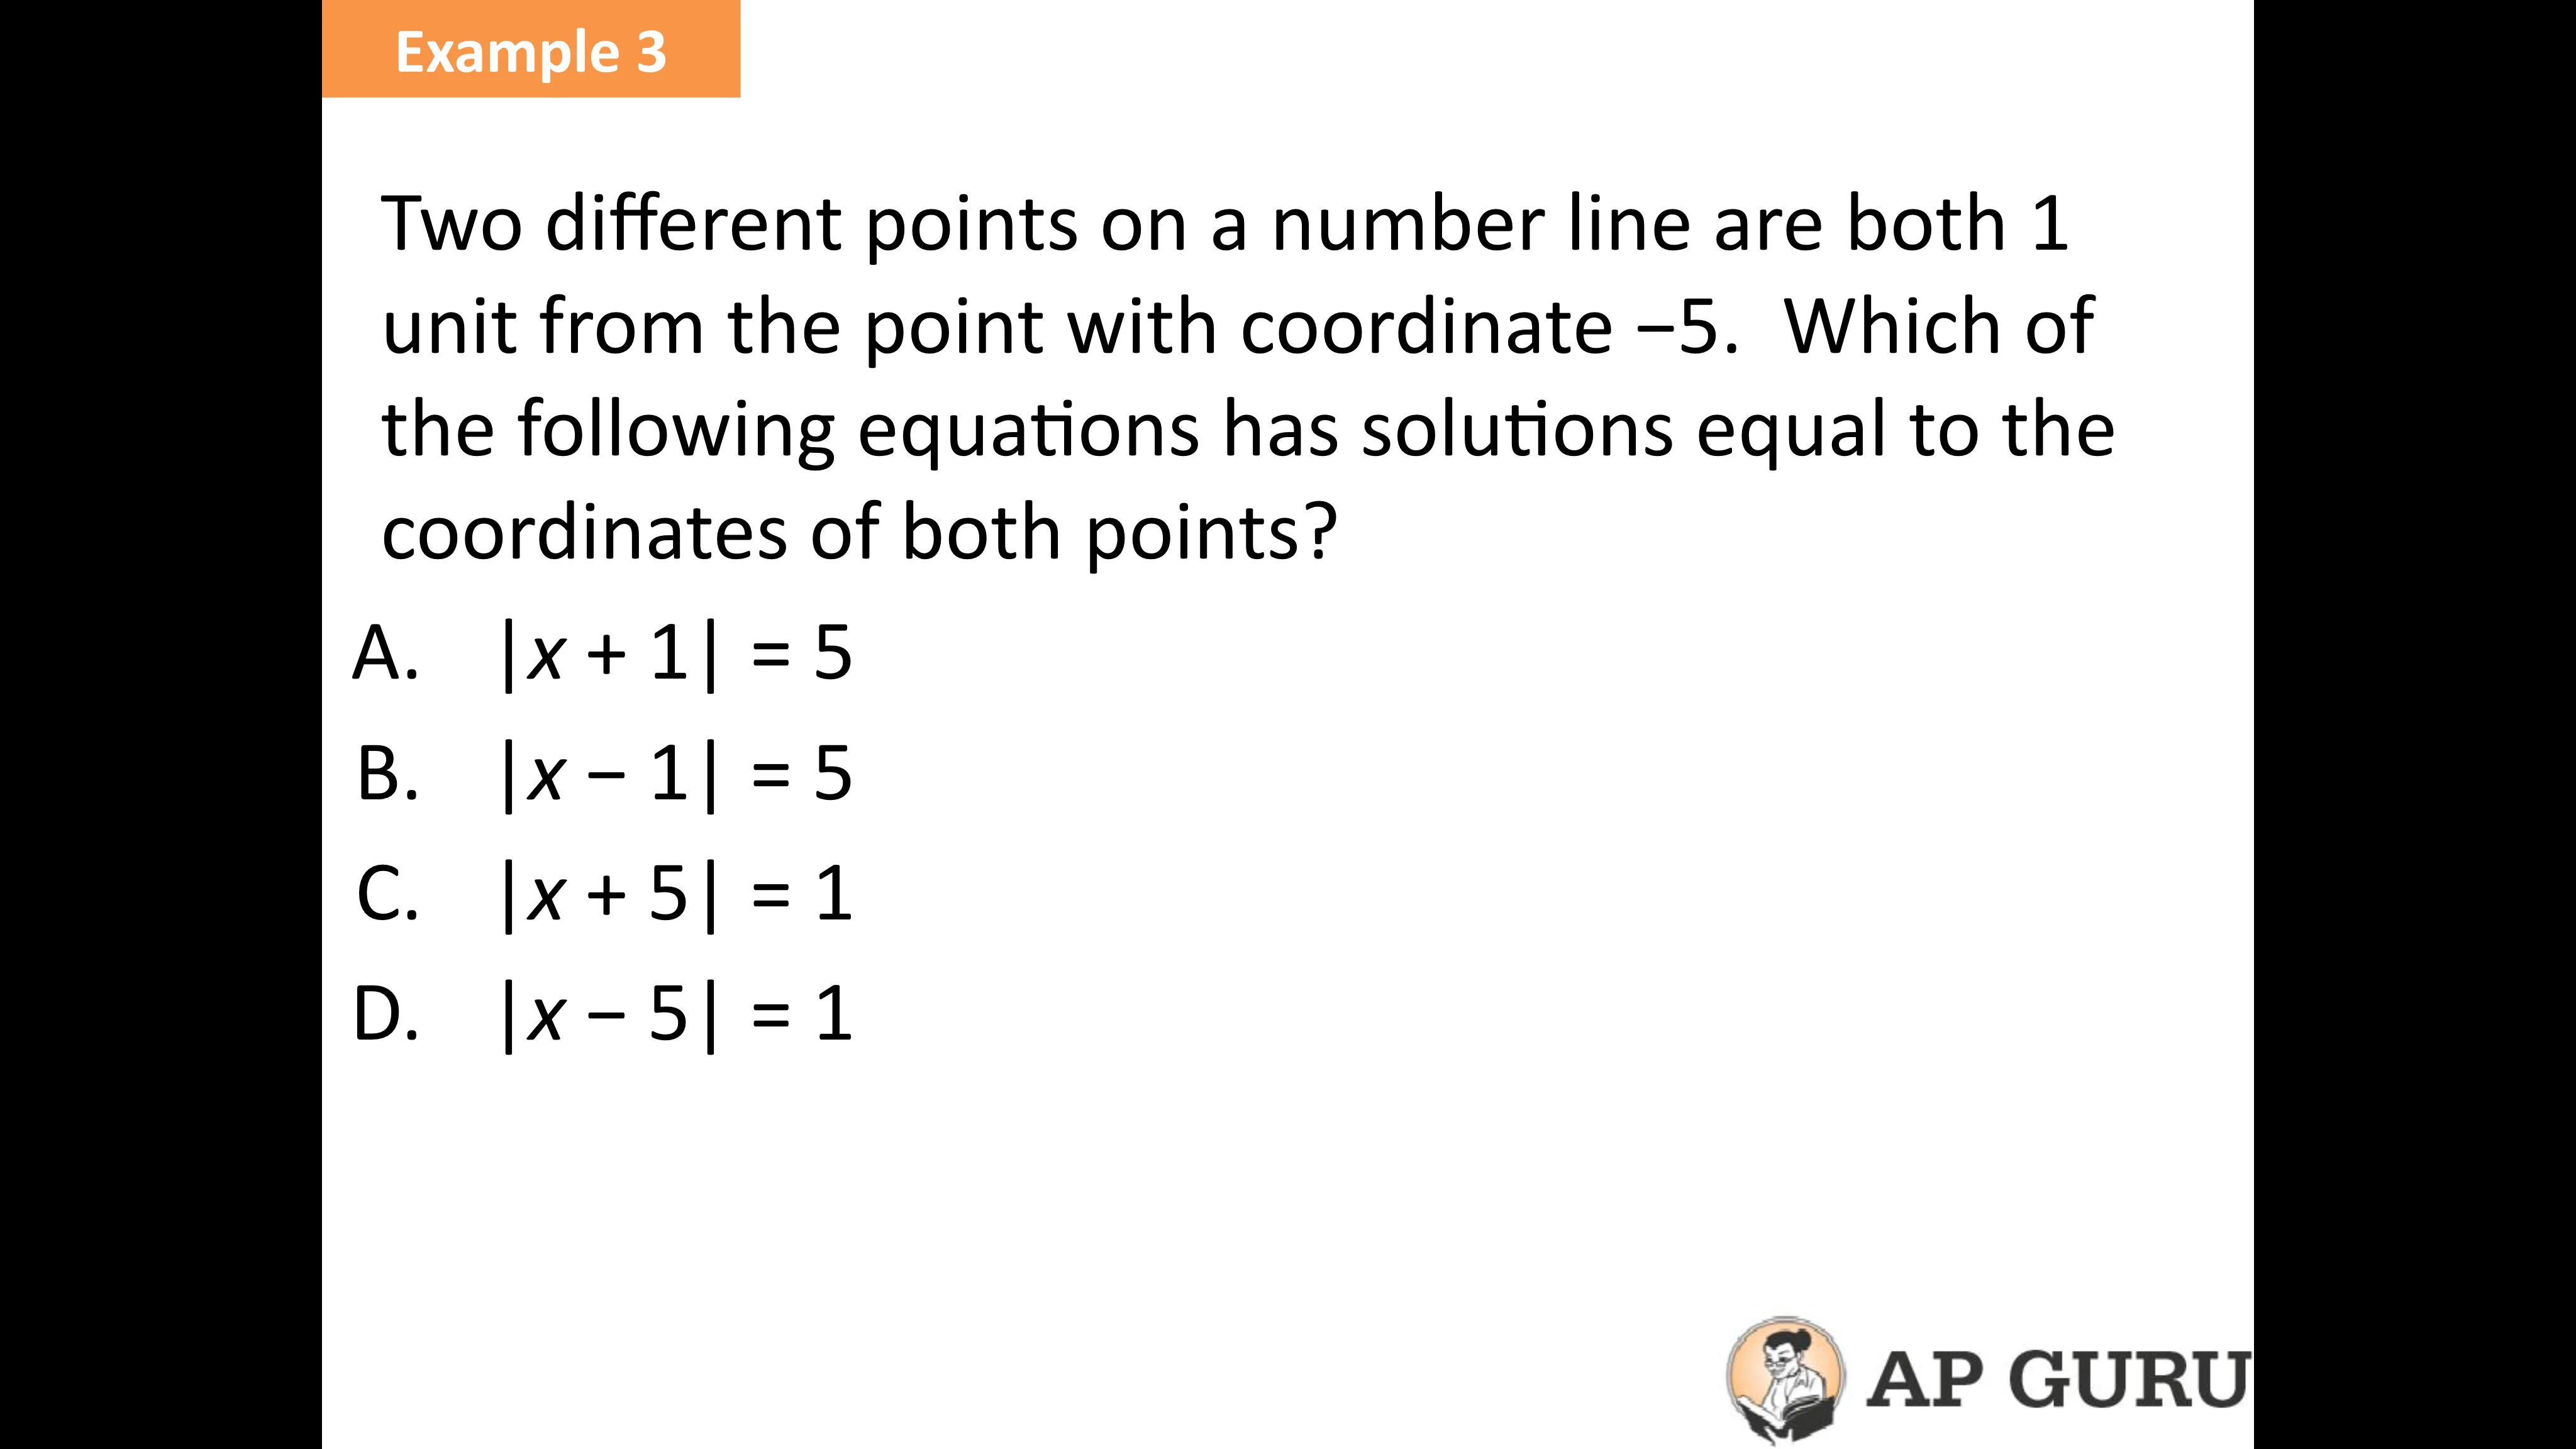 Example 3
Two different points on a number line are both 1
unit from the point with coordinate −5.  Which of
the following equations has solutions equal to the
coordinates of both points?
A. |x + 1| = 5
B. |x − 1| = 5
C. |x + 5| = 1
D. |x − 5| = 1
AP GURU